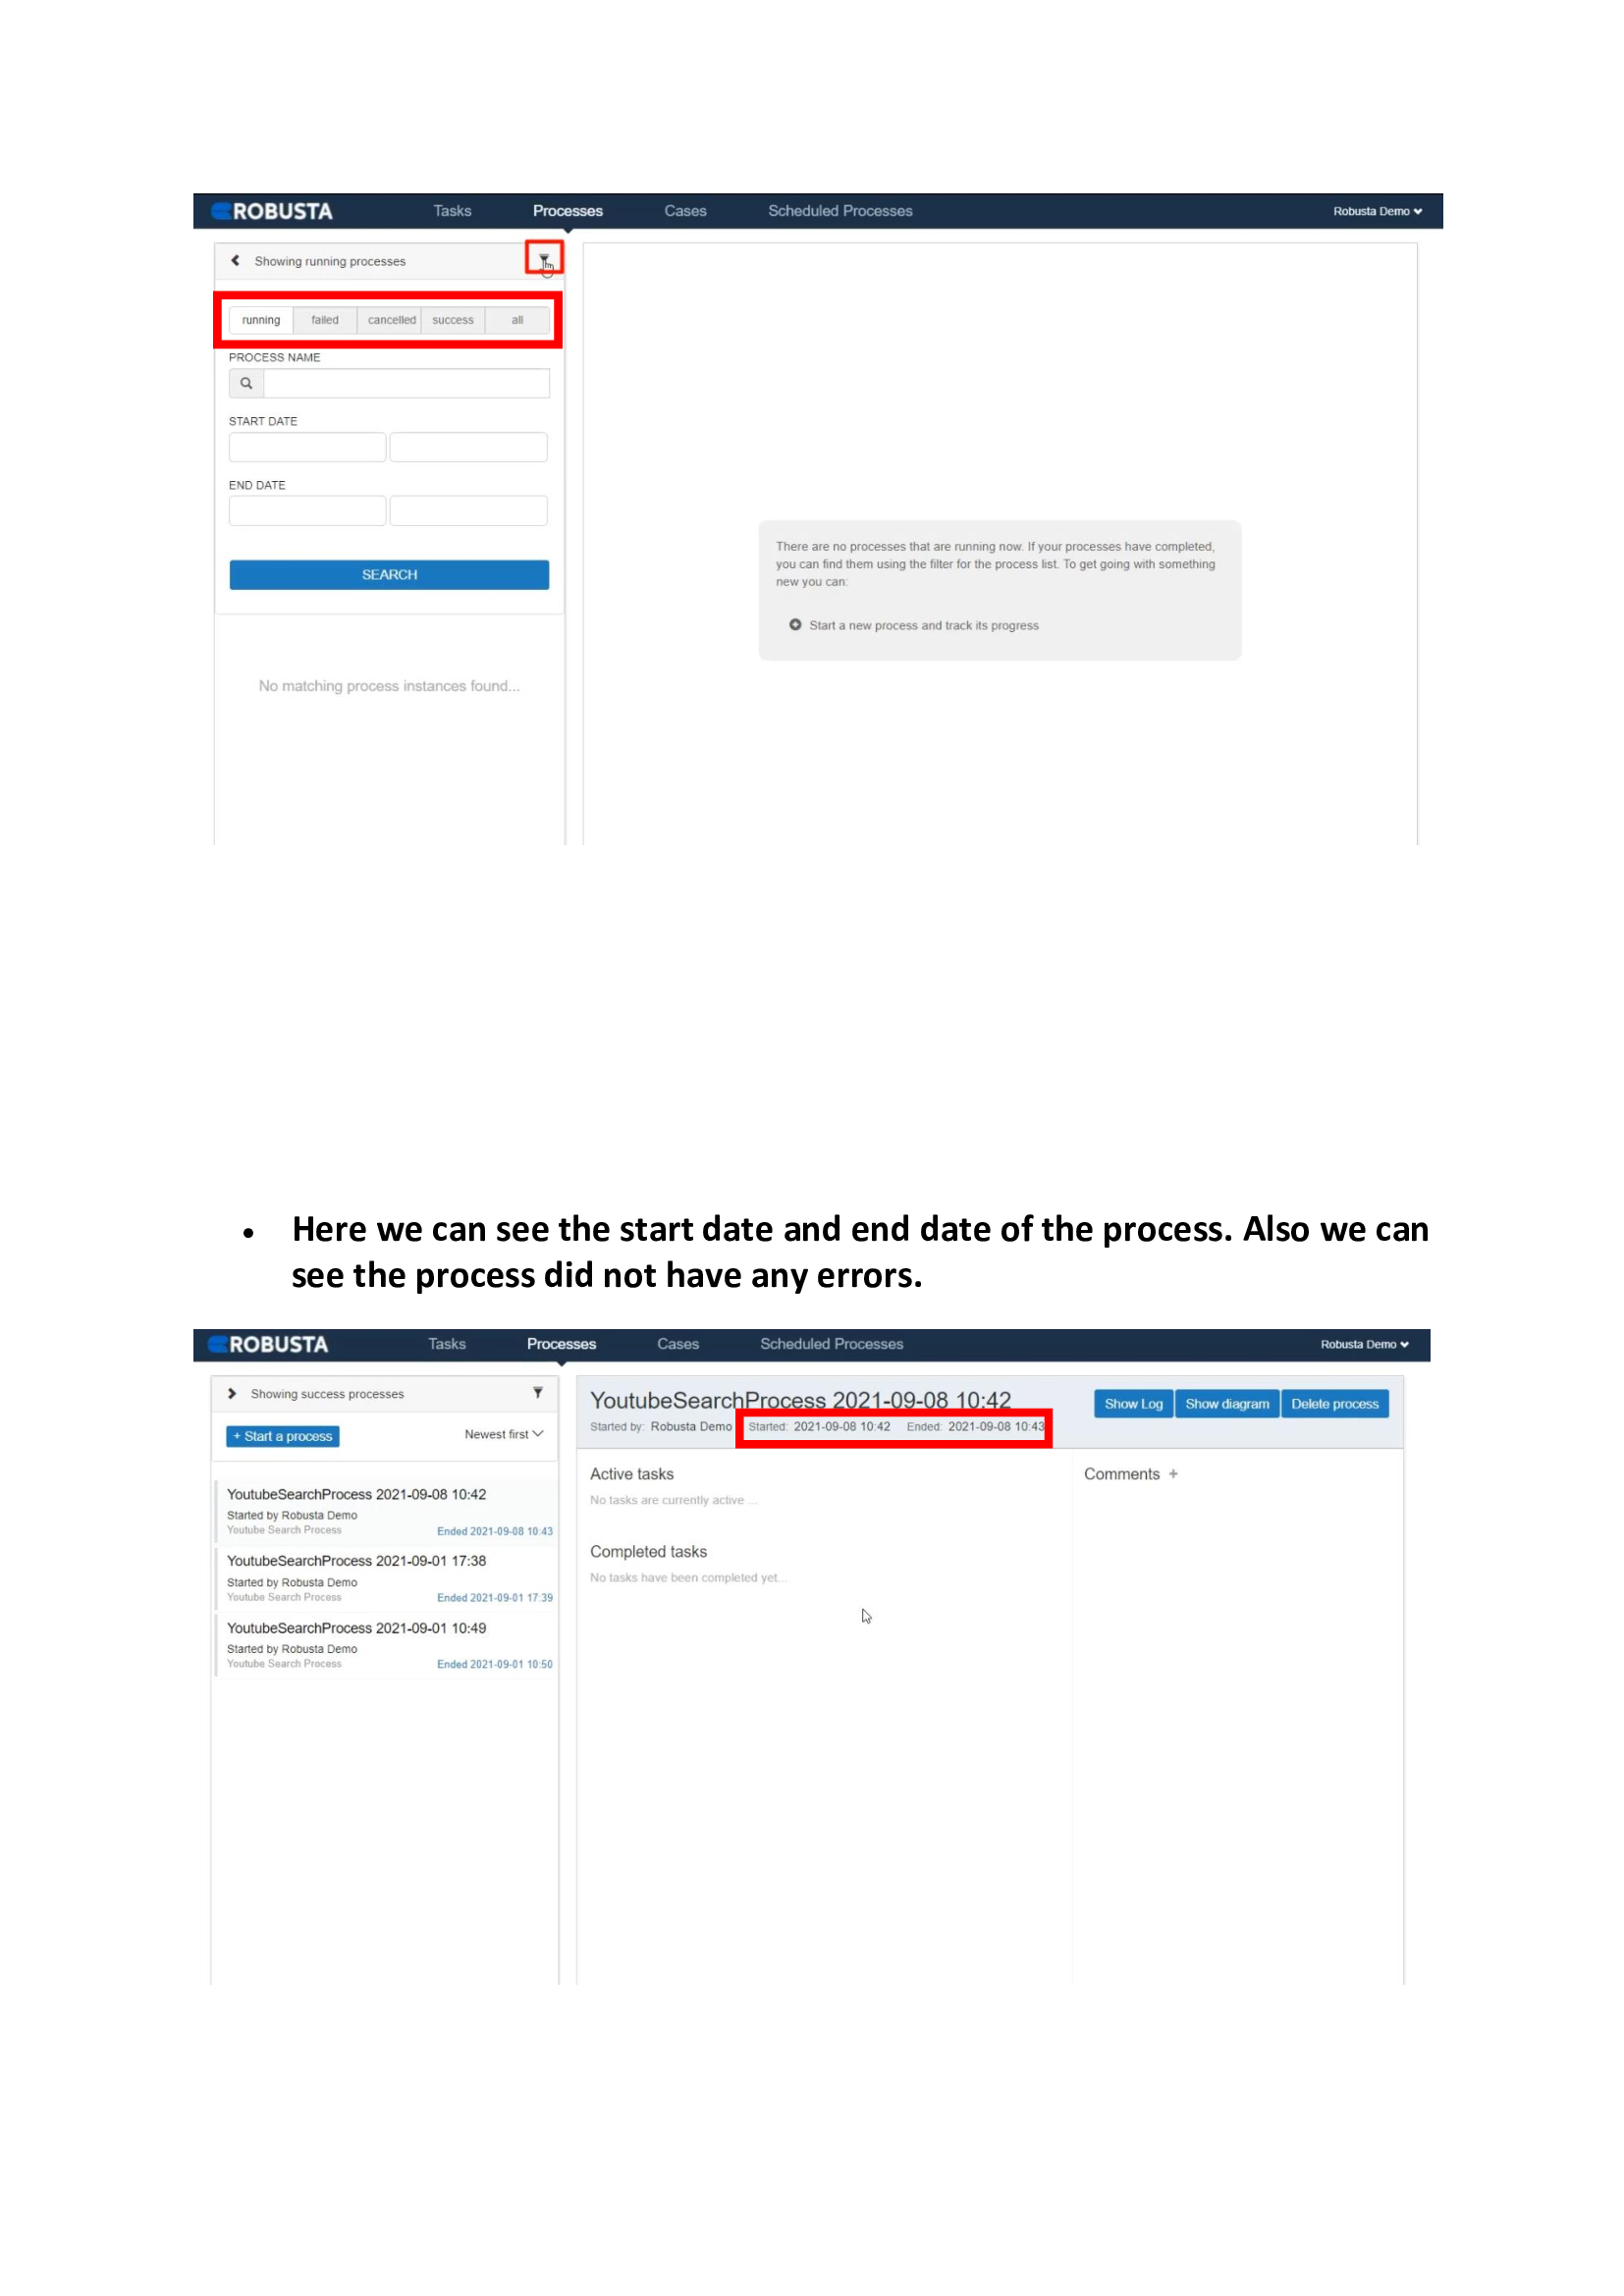 ROBUSTA Tasks Processes Cases Scheduled Processes Robusta Demo
Showing running processes
running failed cancelled success all
PROCESS NAME
START DATE
END DATE
SEARCH
No matching process instances found...
There are no processes that are running now. If your processes have completed,
you can find them using the filter for the process list. To get going with something
new you can:
Start a new process and track its progress
• Here we can see the start date and end date of the process. Also we can
see the process did not have any errors.
ROBUSTA Tasks Processes Cases Scheduled Processes Robusta Demo
Showing success processes
+ Start a process Newest first
YoutubeSearchProcess 2021-09-08 10:42
Started by Robusta Demo
Youtube Search Process Ended 2021-09-08 10:43
YoutubeSearchProcess 2021-09-01 17:38
Started by Robusta Demo
Youtube Search Process Ended 2021-09-01 17:39
YoutubeSearchProcess 2021-09-01 10:49
Started by Robusta Demo
Youtube Search Process Ended 2021-09-01 10:50
YoutubeSearchProcess 2021-09-08 10:42
Started by: Robusta Demo Started: 2021-09-08 10:42 Ended: 2021-09-08 10:43
Show Log Show diagram Delete process
Active tasks
No tasks are currently active ...
Completed tasks
No tasks have been completed yet...
Comments +